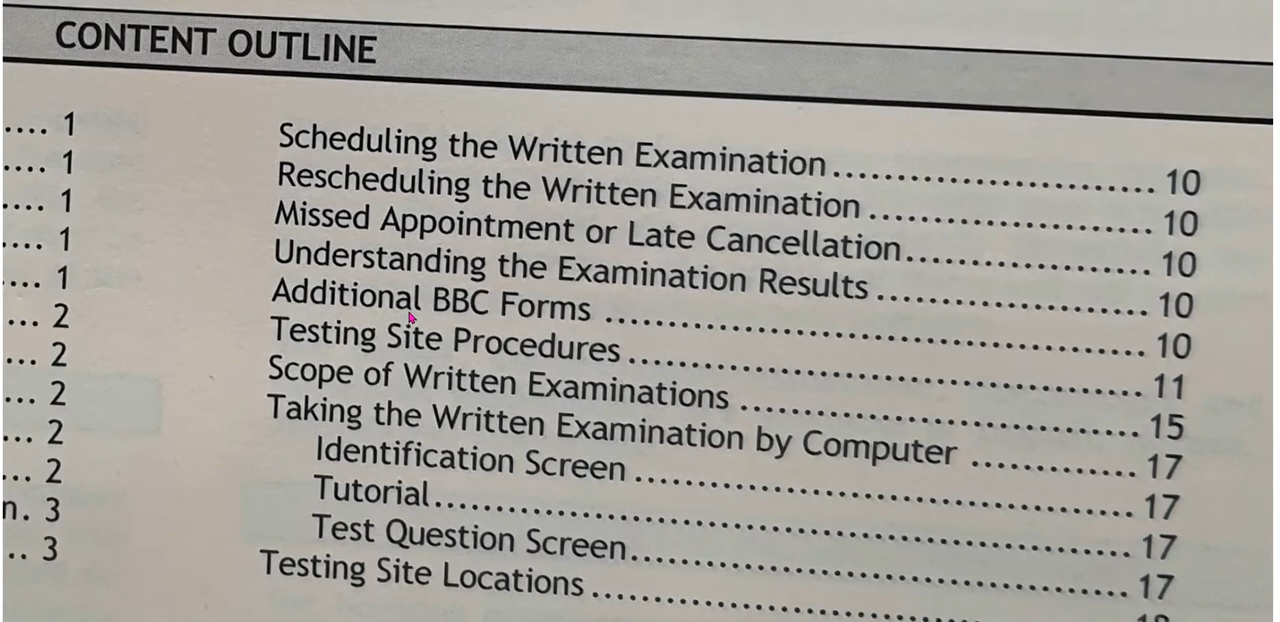 CONTENT OUTLINE
.... 1
.... 1
.... 1
.... 1
.... 1
... 2
... 2
... 2
... 2
... 2
n. 3
.. 3
Scheduling the Written Examination .......................... 10
Rescheduling the Written Examination ....................... 10
Missed Appointment or Late Cancellation .................... 10
Understanding the Examination Results ...................... 10
Additional BBC Forms ........................................... 10
Testing Site Procedures ......................................... 11
Scope of Written Examinations ................................. 15
Taking the Written Examination by Computer ............. 17
Identification Screen ........................................ 17
Tutorial ......................................................... 17
Test Question Screen ........................................ 17
Testing Site Locations ...........................................